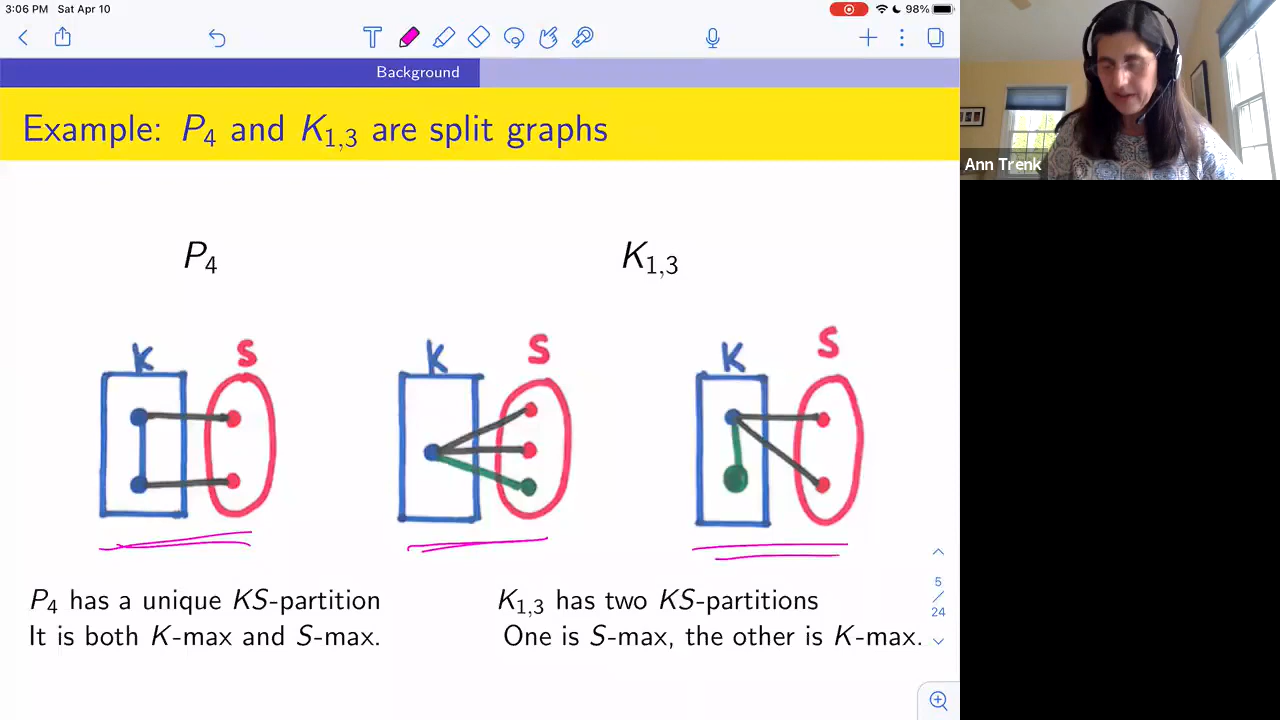 3:06 PM Sat Apr 10
98%
Background
Example: P4 and K1,3 are split graphs
Ann Trenk
P4
K1,3
K S
K S
K S
5
/
24
P4 has a unique KS-partition
It is both K-max and S-max.
K1,3 has two KS-partitions
One is S-max, the other is K-max.